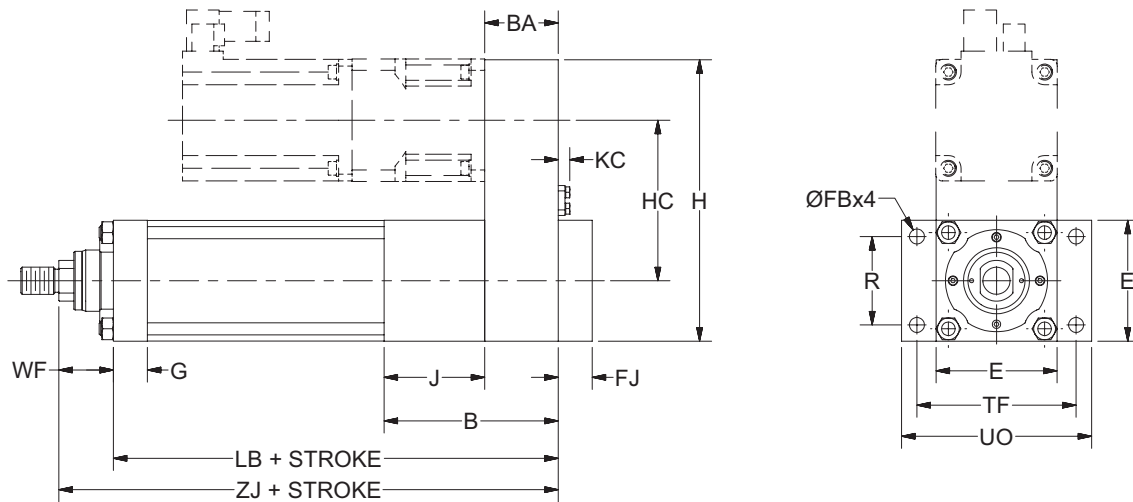 BA
KC
HC
H
ØFBx4
R
E
WF
G
J
FJ
E
B
TF
UO
LB + STROKE
ZJ + STROKE